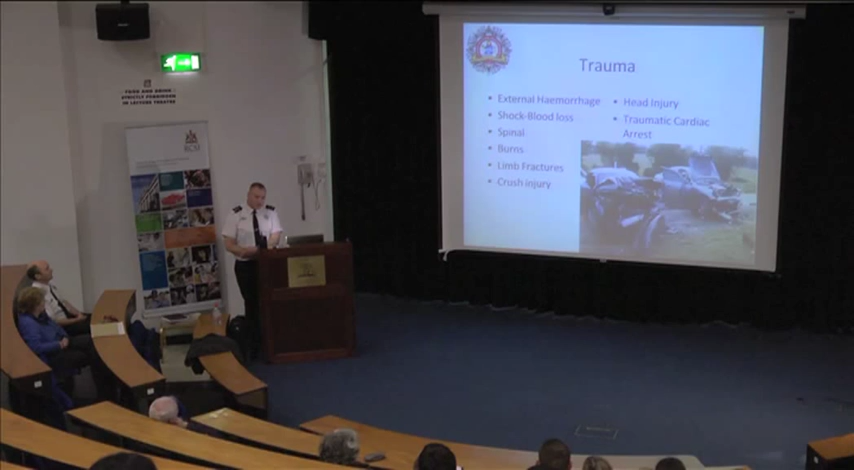 FOOD AND DRINK
STRICTLY FORBIDDEN
IN LECTURE THEATRE
RCSI
Trauma
• External Haemorrhage
• Shock-Blood loss
• Spinal
• Burns
• Limb Fractures
• Crush injury
• Head Injury
• Traumatic Cardiac
Arrest